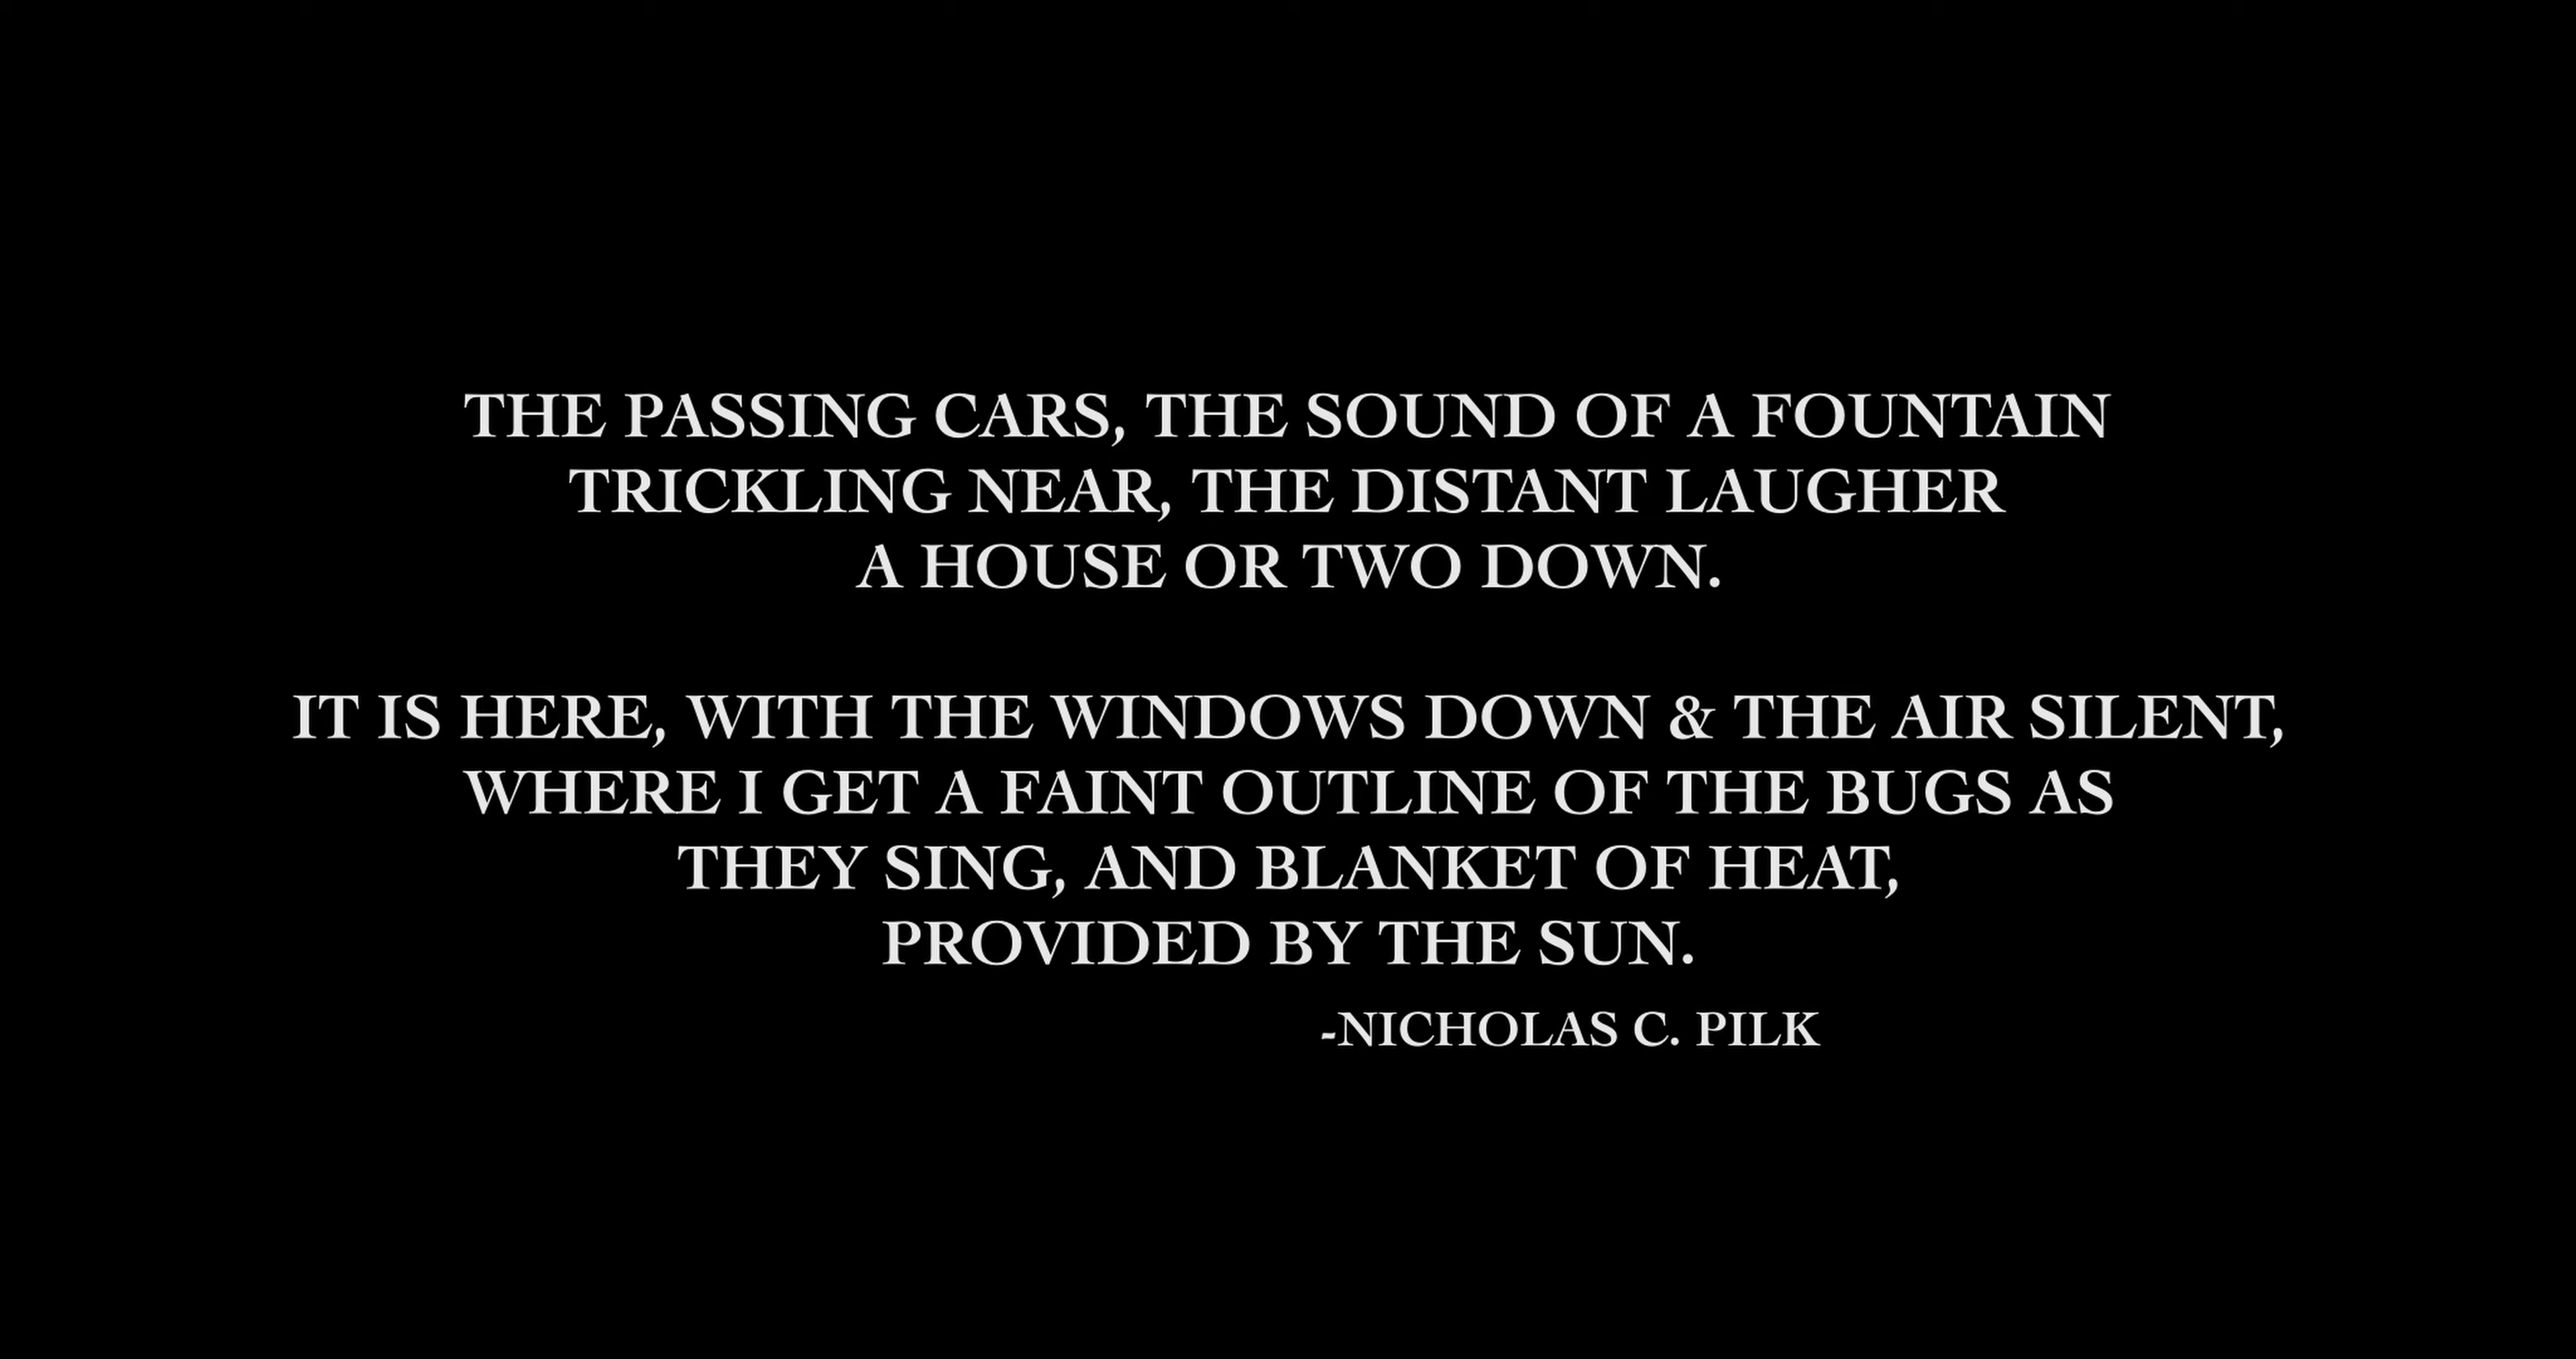 THE PASSING CARS, THE SOUND OF A FOUNTAIN
TRICKLING NEAR, THE DISTANT LAUGHER
A HOUSE OR TWO DOWN.
IT IS HERE, WITH THE WINDOWS DOWN & THE AIR SILENT,
WHERE I GET A FAINT OUTLINE OF THE BUGS AS
THEY SING, AND BLANKET OF HEAT,
PROVIDED BY THE SUN.
-NICHOLAS C. PILK